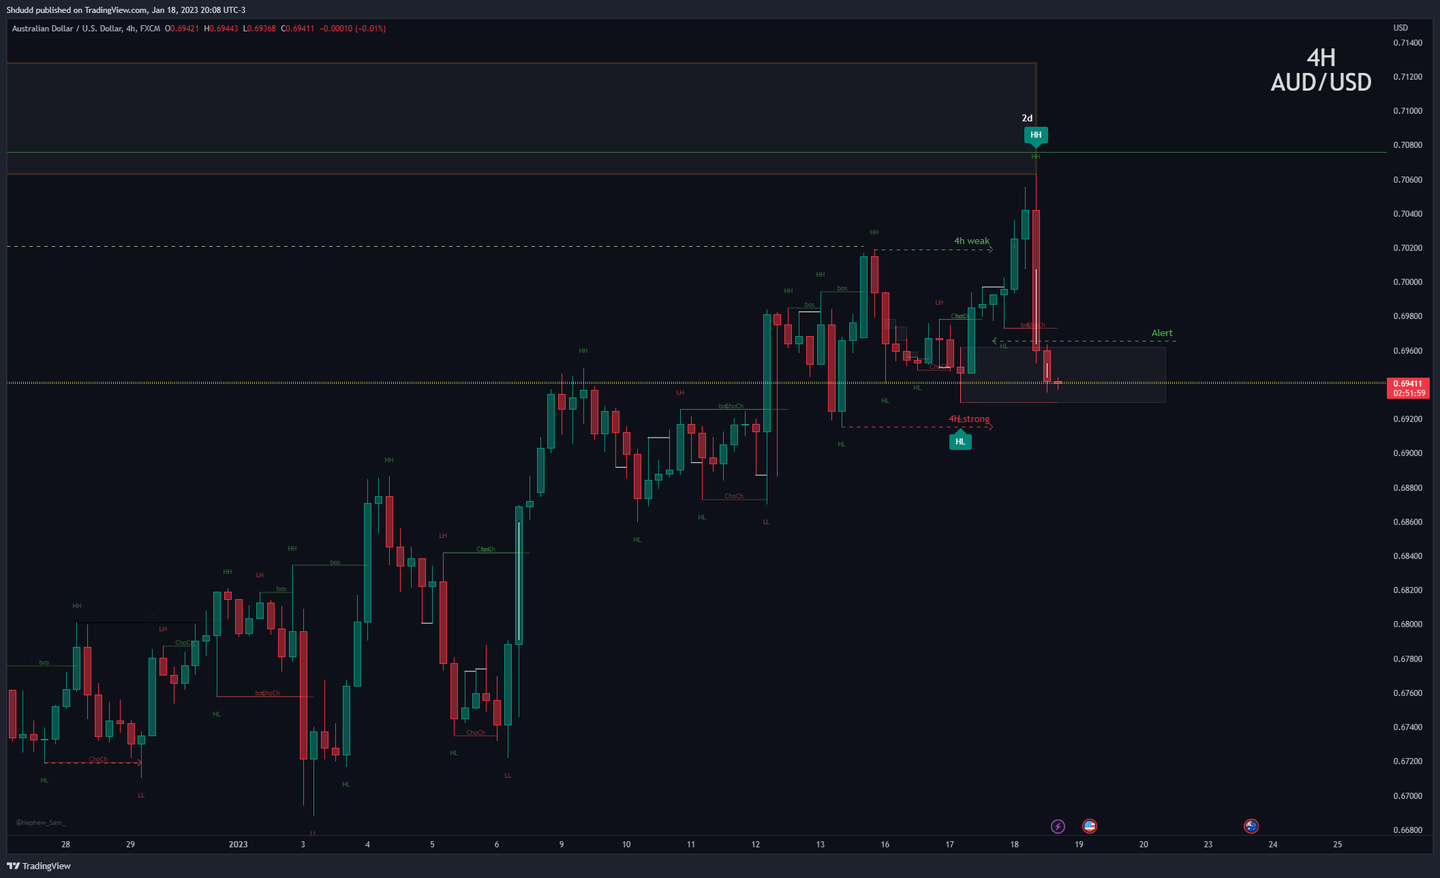 Shdudd published on TradingView.com, Jan 18, 2023 20:08 UTC-3
Australian Dollar / U.S. Dollar, 4h, FXCM O0.69421 H0.69443 L0.69368 C0.69411 −0.00010 (−0.01%)
USD
4H
AUD/USD
0.71400
0.71200
0.71000
0.70800
0.70600
0.70400
0.70200
0.70000
0.69800
0.69600
0.69411
02:51:59
0.69200
0.69000
0.68800
0.68600
0.68400
0.68200
0.68000
0.67800
0.67600
0.67400
0.67200
0.67000
0.66800
2d
HH
HH
HH
4h weak
HH
HH
bos
bos
LH
Alert
HL
HH
LH
ChoCh
HL
HL
4H strong
HL
HL
HH
ChoCh
HL
LL
HL
LH
HH
bos
HH
LH
bos
HH
LH
bos
HL
ChoCh
HL
LL
ChoCh
HL
HL
LL
LL
@Nephew_Sam_
28
29
2023
3
4
5
6
9
10
11
12
13
16
17
18
19
20
23
24
25
TradingView